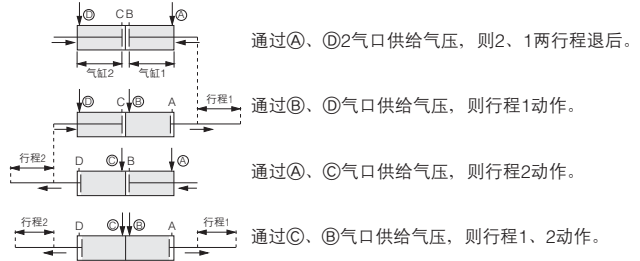 Ⓓ C B Ⓐ
通过Ⓐ、Ⓓ2气口供给气压，则2、1两行程退后。
气缸2 气缸1
Ⓓ C Ⓑ A 行程1
通过Ⓑ、Ⓓ气口供给气压，则行程1动作。
行程2 D Ⓒ B Ⓐ
通过Ⓐ、Ⓒ气口供给气压，则行程2动作。
行程2 D Ⓒ Ⓑ A 行程1
通过Ⓒ、Ⓑ气口供给气压，则行程1、2动作。